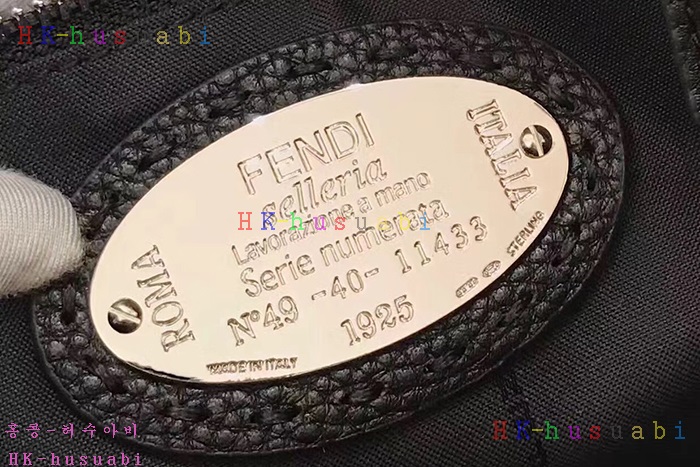 HK-husuabi
FENDI
selleria
Lavorazione a mano
HK-husuabi
Serie numerata
N°49 -40- 11433
1925
ROMA
ITALIA
STERLING
MADE IN ITALY
홍콩-허수아비
HK-husuabi
HK-husuabi